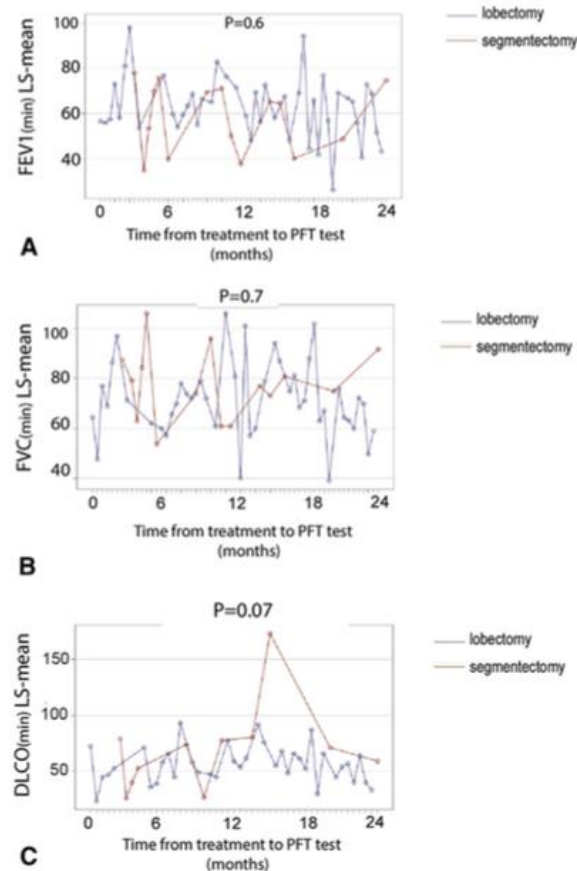 P=0.6
lobectomy
segmentectomy
FEV1(min) LS-mean
100
80
60
40
0 6 12 18 24
A
Time from treatment to PFT test
(months)
P=0.7
lobectomy
segmentectomy
FVC(min) LS-mean
100
80
60
40
0 6 12 18 24
Time from treatment to PFT test
(months)
B
P=0.07
lobectomy
segmentectomy
DLCO(min) LS-mean
150
100
50
0 6 12 18 24
Time from treatment to PFT test
(months)
C